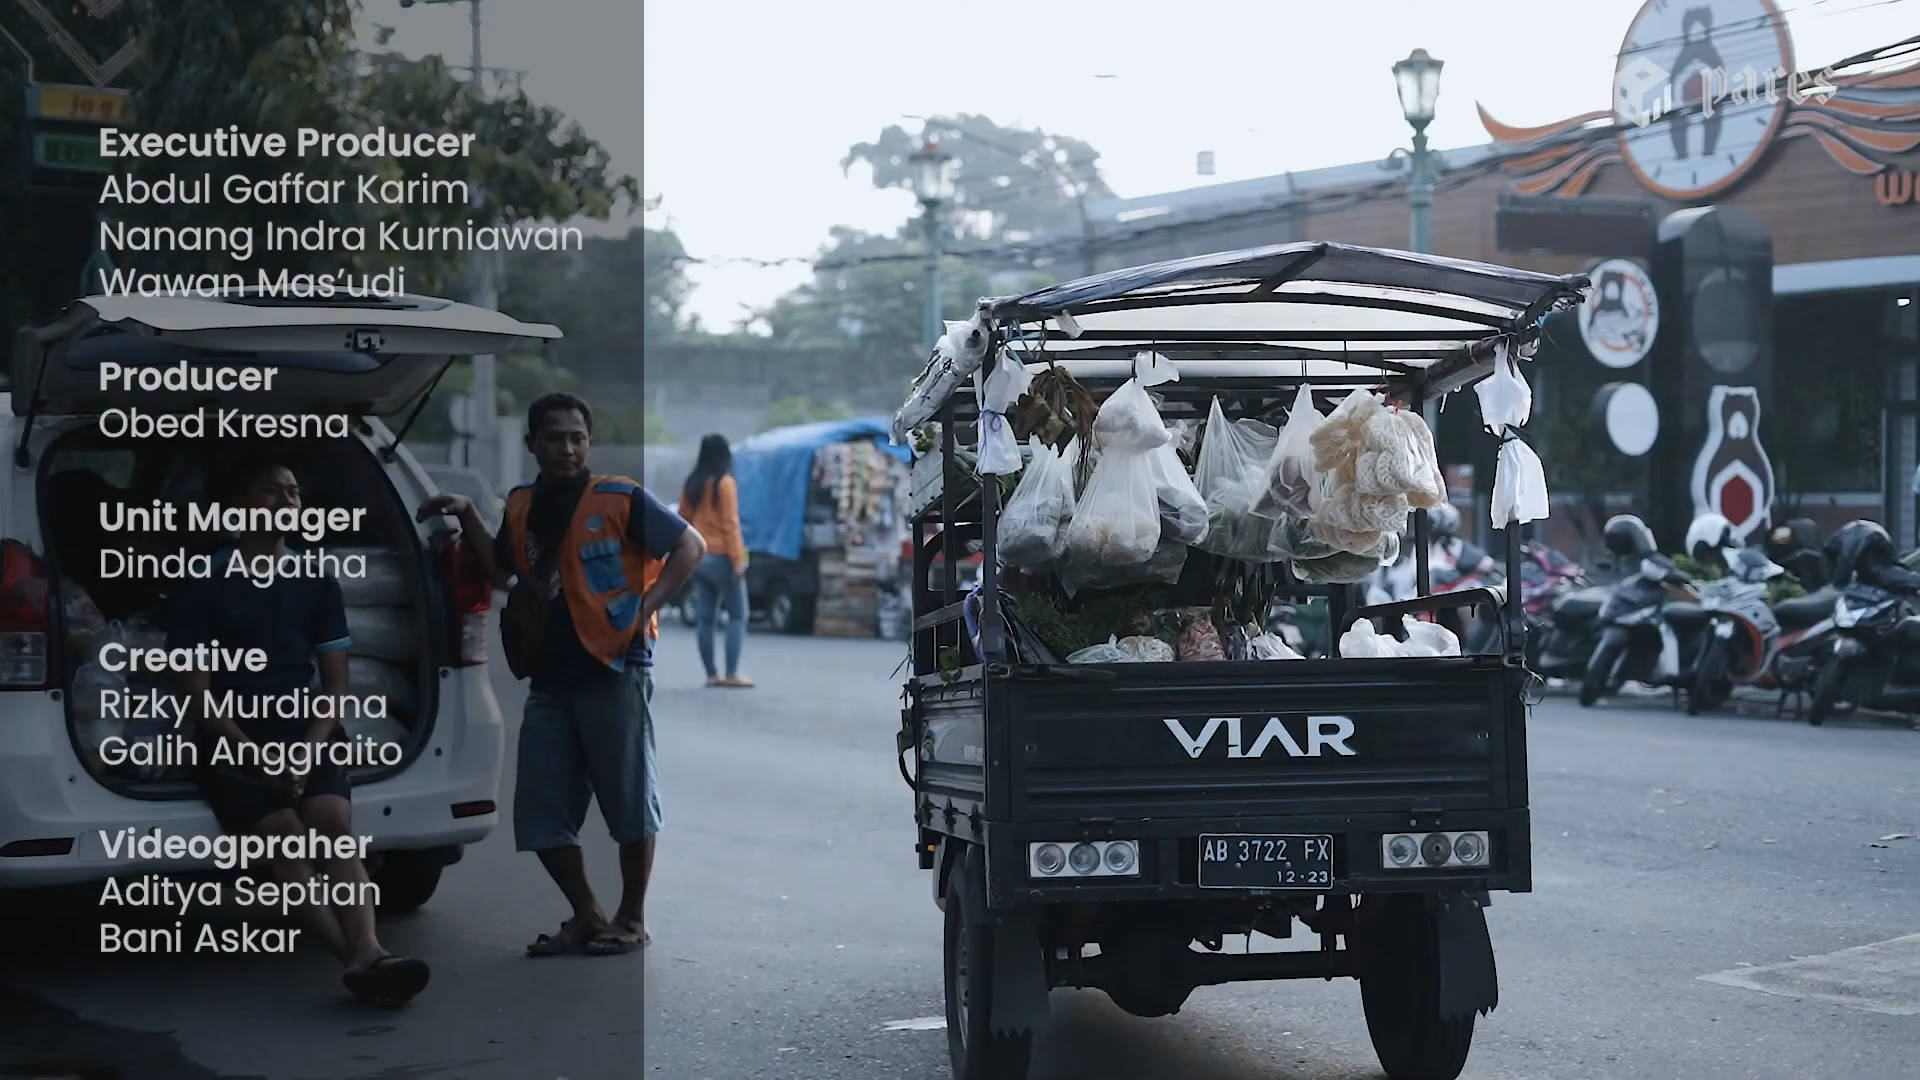 Executive Producer
Abdul Gaffar Karim
Nanang Indra Kurniawan
Wawan Mas’udi
Producer
Obed Kresna
Unit Manager
Dinda Agatha
Creative
Rizky Murdiana
Galih Anggraito
Videogpraher
Aditya Septian
Bani Askar
pares
VIAR
AB 3722 FX
12·23